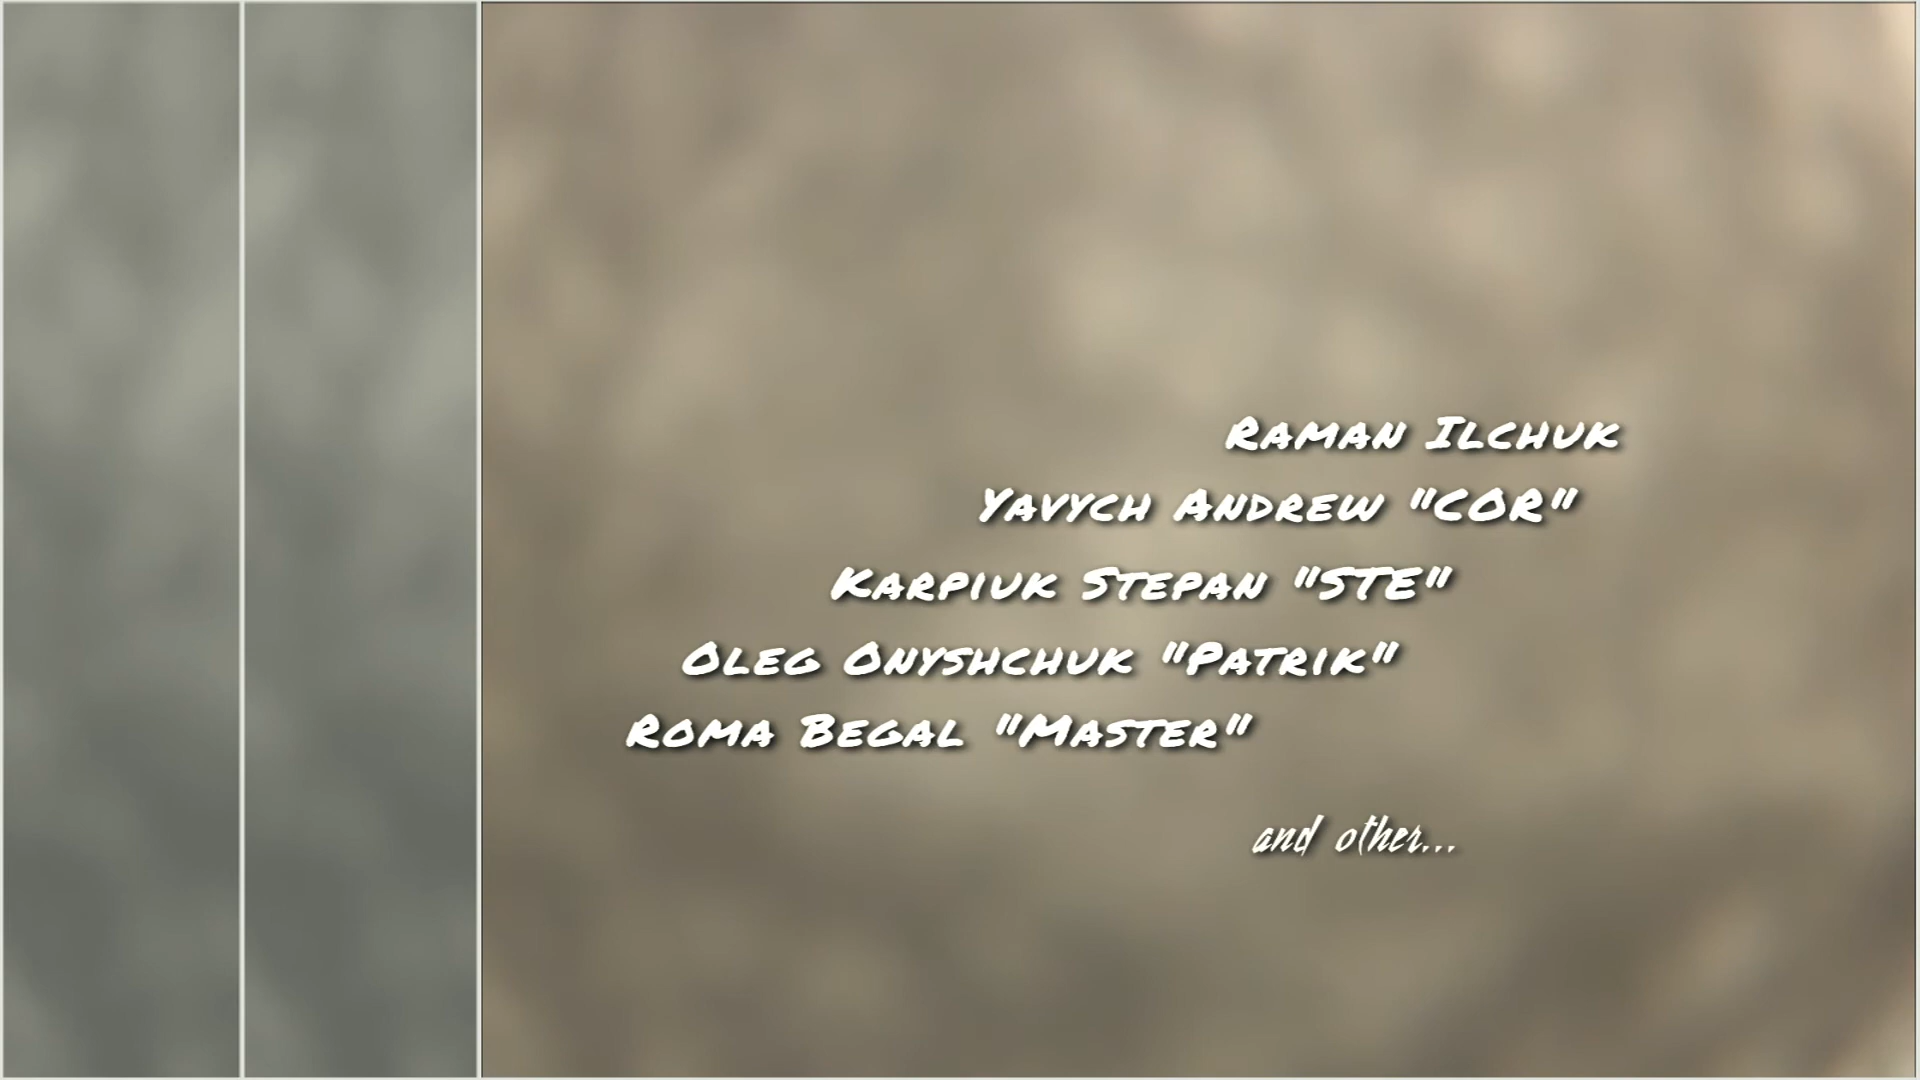 Raman Ilchuk
Yavych Andrew "COR"
Karpiuk Stepan "STE"
Oleg Onyshchuk "Patrik"
Roma Begal "Master"
and other...